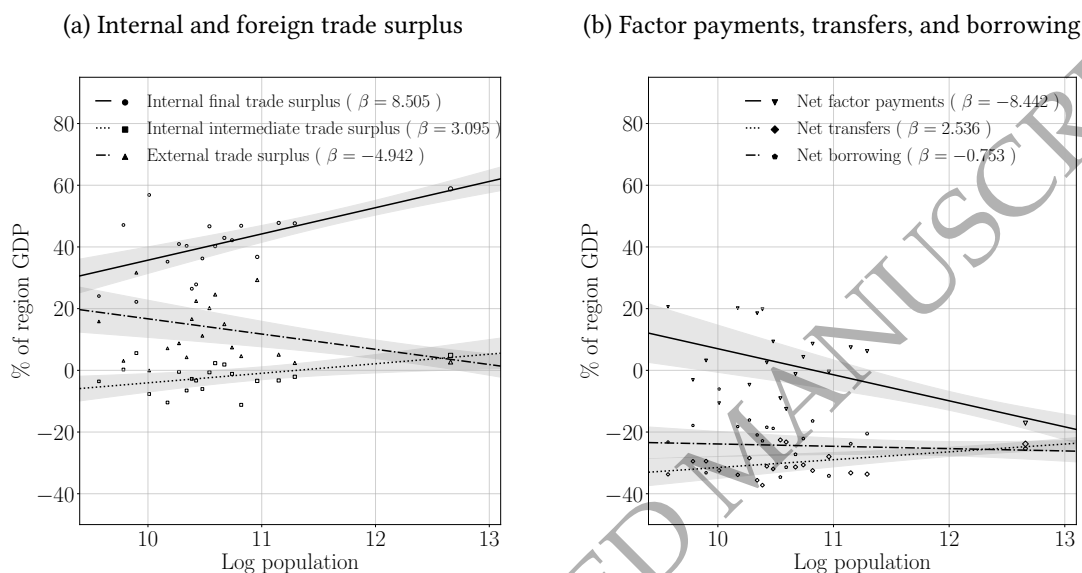 (a) Internal and foreign trade surplus
Internal final trade surplus ( β = 8.505 )
Internal intermediate trade surplus ( β = 3.095 )
External trade surplus ( β = −4.942 )
80
60
40
20
0
−20
−40
% of region GDP
10 11 12 13
Log population
(b) Factor payments, transfers, and borrowing
Net factor payments ( β = −8.442 )
Net transfers ( β = 2.536 )
Net borrowing ( β = −0.753 )
80
60
40
20
0
−20
−40
% of region GDP
10 11 12 13
Log population
ED MANUSCR